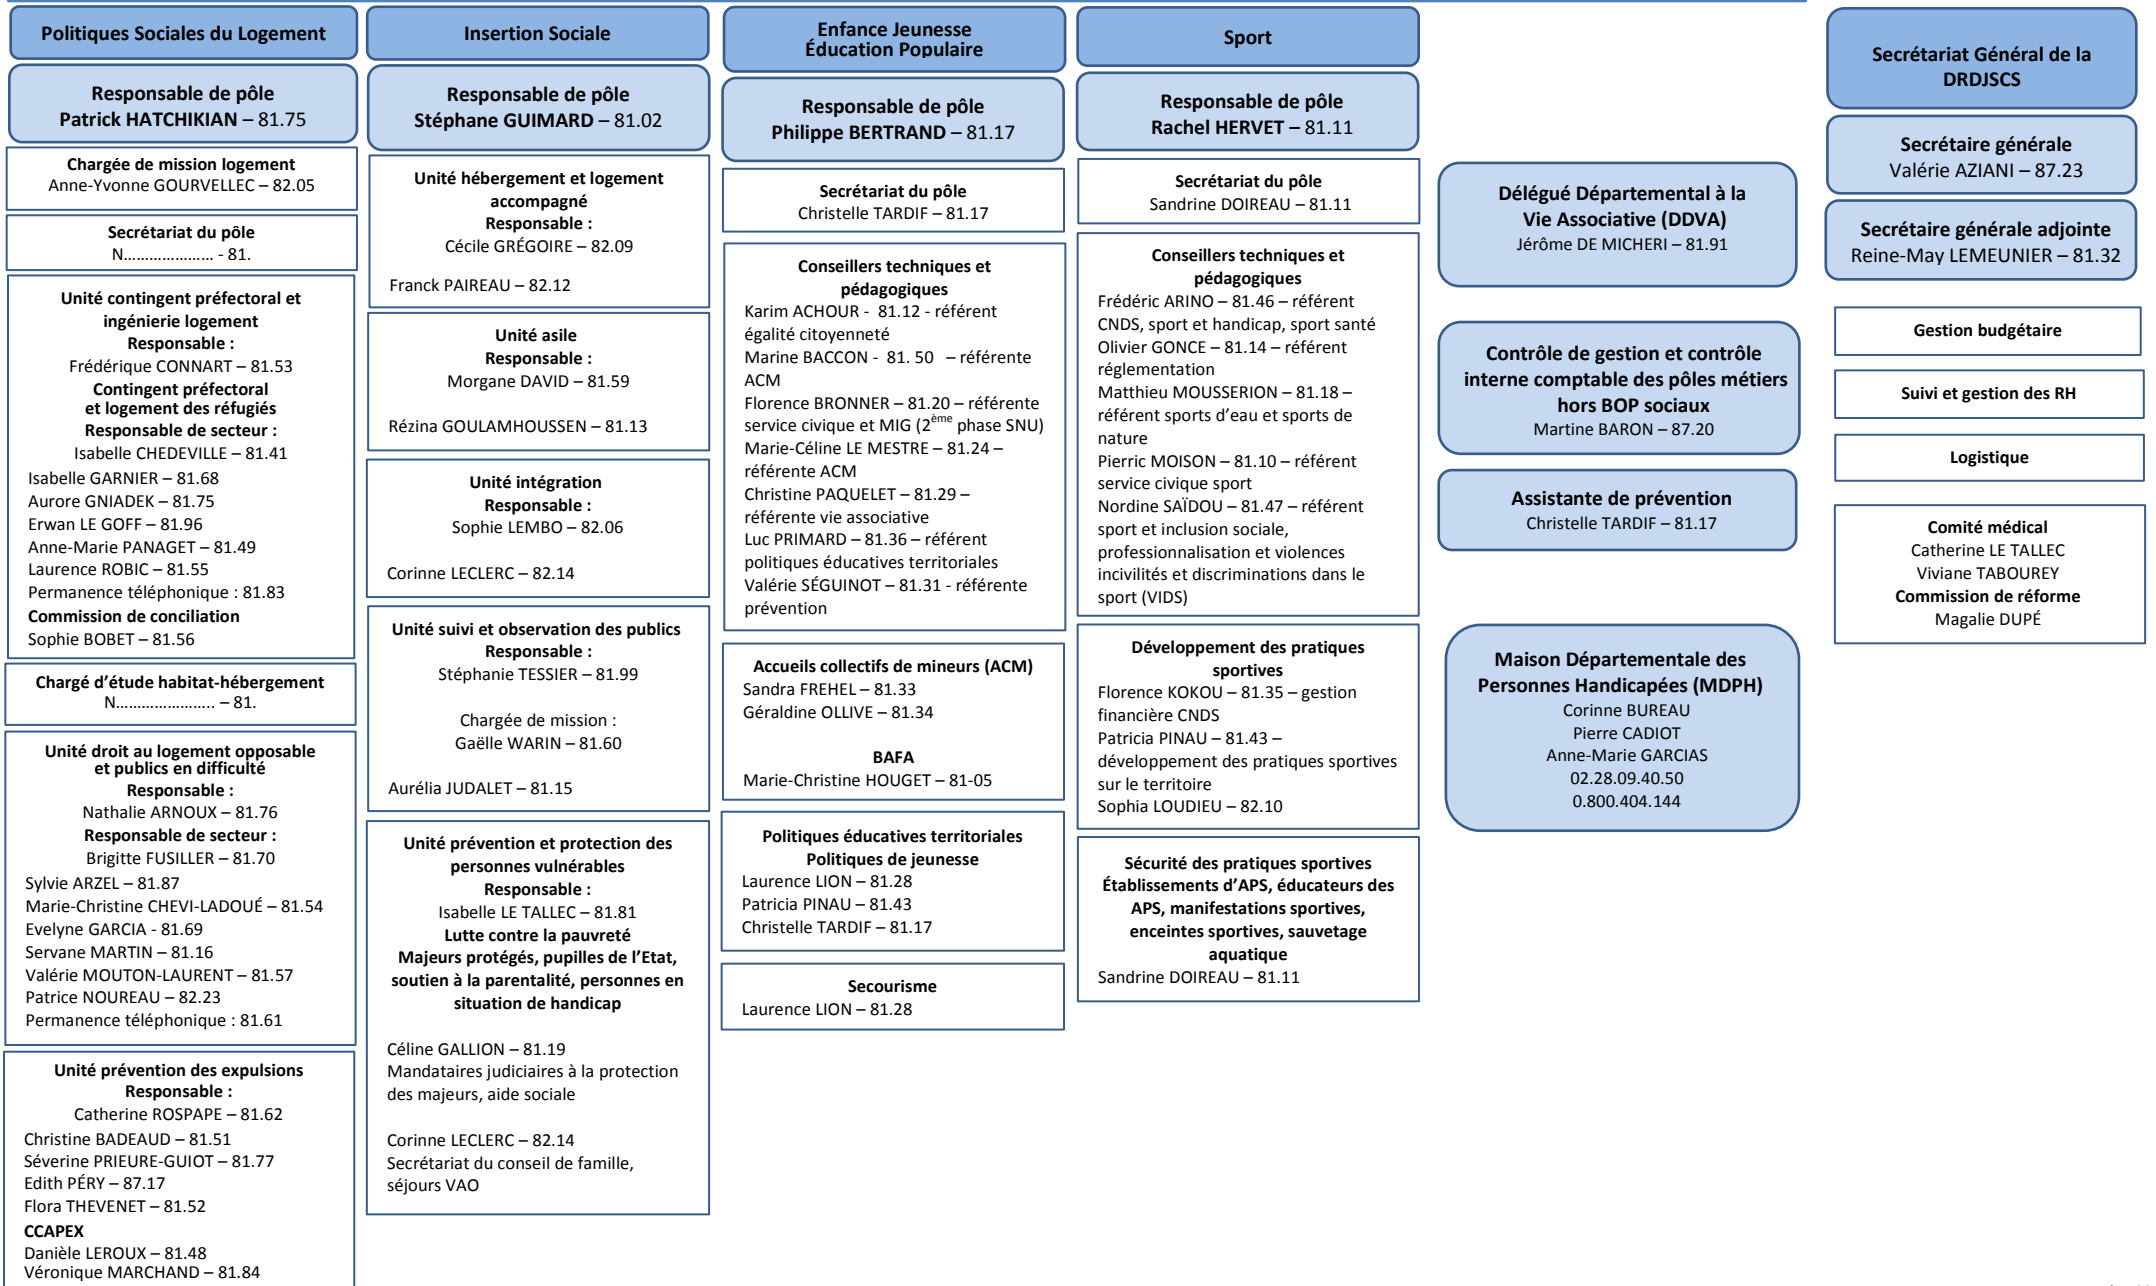 Politiques Sociales du Logement
Responsable de pôle
Patrick HATCHIKIAN – 81.75
Chargée de mission logement
Anne-Yvonne GOURVELLEC – 82.05
Secrétariat du pôle
N………………… - 81.
Unité contingent préfectoral et
ingénierie logement
Responsable :
Frédérique CONNART – 81.53
Contingent préfectoral
et logement des réfugiés
Responsable de secteur :
Isabelle CHEDEVILLE – 81.41
Isabelle GARNIER – 81.68
Aurore GNIADEK – 81.75
Erwan LE GOFF – 81.96
Anne-Marie PANAGET – 81.49
Laurence ROBIC – 81.55
Permanence téléphonique : 81.83
Commission de conciliation
Sophie BOBET – 81.56
Chargé d’étude habitat-hébergement
N………………….. – 81.
Unité droit au logement opposable
et publics en difficulté
Responsable :
Nathalie ARNOUX – 81.76
Responsable de secteur :
Brigitte FUSILLER – 81.70
Sylvie ARZEL – 81.87
Marie-Christine CHEVI-LADOUÉ – 81.54
Evelyne GARCIA - 81.69
Servane MARTIN – 81.16
Valérie MOUTON-LAURENT – 81.57
Patrice NOUREAU – 82.23
Permanence téléphonique : 81.61
Unité prévention des expulsions
Responsable :
Catherine ROSPAPE – 81.62
Christine BADEAUD – 81.51
Séverine PRIEURE-GUIOT – 81.77
Edith PÉRY – 87.17
Flora THEVENET – 81.52
CCAPEX
Danièle LEROUX – 81.48
Véronique MARCHAND – 81.84
Insertion Sociale
Responsable de pôle
Stéphane GUIMARD – 81.02
Unité hébergement et logement
accompagné
Responsable :
Cécile GRÉGOIRE – 82.09
Franck PAIREAU – 82.12
Unité asile
Responsable :
Morgane DAVID – 81.59
Rézina GOULAMHOUSSEN – 81.13
Unité intégration
Responsable :
Sophie LEMBO – 82.06
Corinne LECLERC – 82.14
Unité suivi et observation des publics
Responsable :
Stéphanie TESSIER – 81.99
Chargée de mission :
Gaëlle WARIN – 81.60
Aurélia JUDALET – 81.15
Unité prévention et protection des
personnes vulnérables
Responsable :
Isabelle LE TALLEC – 81.81
Lutte contre la pauvreté
Majeurs protégés, pupilles de l’Etat,
soutien à la parentalité, personnes en
situation de handicap
Céline GALLION – 81.19
Mandataires judiciaires à la protection
des majeurs, aide sociale
Corinne LECLERC – 82.14
Secrétariat du conseil de famille,
séjours VAO
Enfance Jeunesse
Éducation Populaire
Responsable de pôle
Philippe BERTRAND – 81.17
Secrétariat du pôle
Christelle TARDIF – 81.17
Conseillers techniques et
pédagogiques
Karim ACHOUR - 81.12 - référent
égalité citoyenneté
Marine BACCON - 81. 50 – référente
ACM
Florence BRONNER – 81.20 – référente
service civique et MIG (2ème phase SNU)
Marie-Céline LE MESTRE – 81.24 –
référente ACM
Christine PAQUELET – 81.29 –
référente vie associative
Luc PRIMARD – 81.36 – référent
politiques éducatives territoriales
Valérie SÉGUINOT – 81.31 - référente
prévention
Accueils collectifs de mineurs (ACM)
Sandra FREHEL – 81.33
Géraldine OLLIVE – 81.34
BAFA
Marie-Christine HOUGET – 81-05
Politiques éducatives territoriales
Politiques de jeunesse
Laurence LION – 81.28
Patricia PINAU – 81.43
Christelle TARDIF – 81.17
Secourisme
Laurence LION – 81.28
Sport
Responsable de pôle
Rachel HERVET – 81.11
Secrétariat du pôle
Sandrine DOIREAU – 81.11
Conseillers techniques et
pédagogiques
Frédéric ARINO – 81.46 – référent
CNDS, sport et handicap, sport santé
Olivier GONCE – 81.14 – référent
réglementation
Matthieu MOUSSERION – 81.18 –
référent sports d’eau et sports de
nature
Pierric MOISON – 81.10 – référent
service civique sport
Nordine SAÏDOU – 81.47 – référent
sport et inclusion sociale,
professionnalisation et violences
incivilités et discriminations dans le
sport (VIDS)
Développement des pratiques
sportives
Florence KOKOU – 81.35 – gestion
financière CNDS
Patricia PINAU – 81.43 –
développement des pratiques sportives
sur le territoire
Sophia LOUDIEU – 82.10
Sécurité des pratiques sportives
Établissements d’APS, éducateurs des
APS, manifestations sportives,
enceintes sportives, sauvetage
aquatique
Sandrine DOIREAU – 81.11
Délégué Départemental à la
Vie Associative (DDVA)
Jérôme DE MICHERI – 81.91
Contrôle de gestion et contrôle
interne comptable des pôles métiers
hors BOP sociaux
Martine BARON – 87.20
Assistante de prévention
Christelle TARDIF – 81.17
Maison Départementale des
Personnes Handicapées (MDPH)
Corinne BUREAU
Pierre CADIOT
Anne-Marie GARCIAS
02.28.09.40.50
0.800.404.144
Secrétariat Général de la
DRDJSCS
Secrétaire générale
Valérie AZIANI – 87.23
Secrétaire générale adjointe
Reine-May LEMEUNIER – 81.32
Gestion budgétaire
Suivi et gestion des RH
Logistique
Comité médical
Catherine LE TALLEC
Viviane TABOUREY
Commission de réforme
Magalie DUPÉ